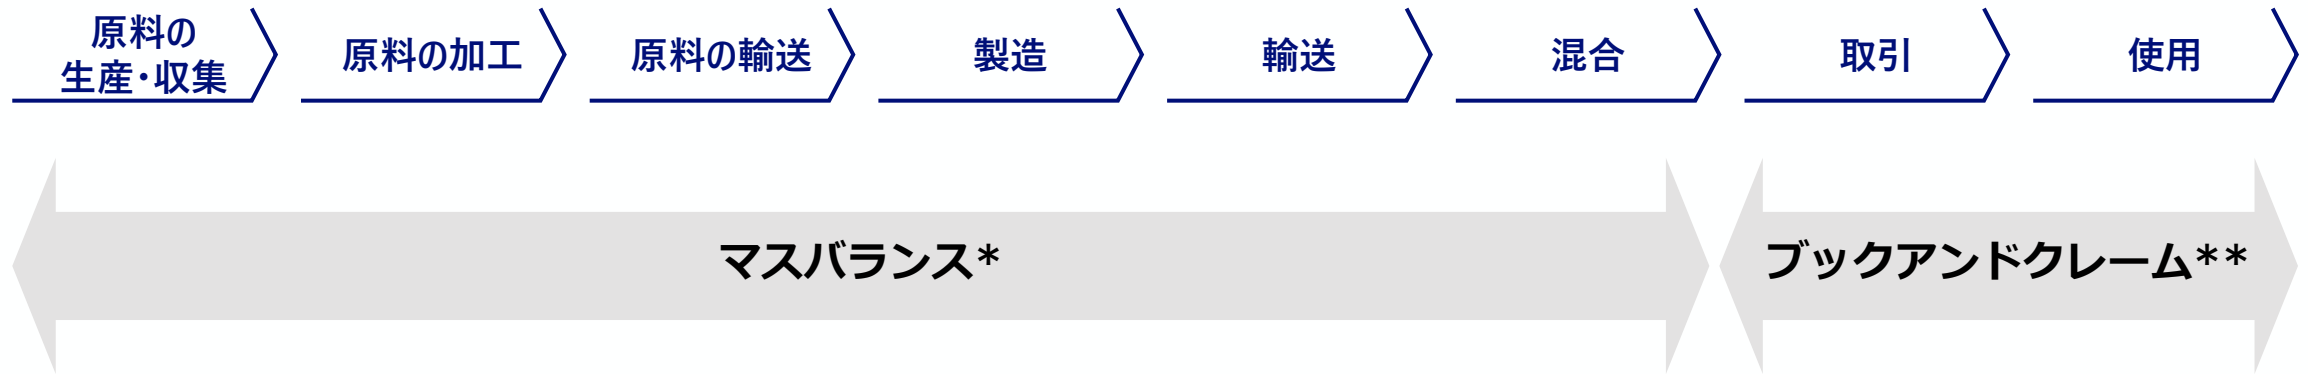 原料の
生産・収集
原料の加工
原料の輸送
製造
輸送
混合
取引
使用
マスバランス*
ブックアンドクレーム**